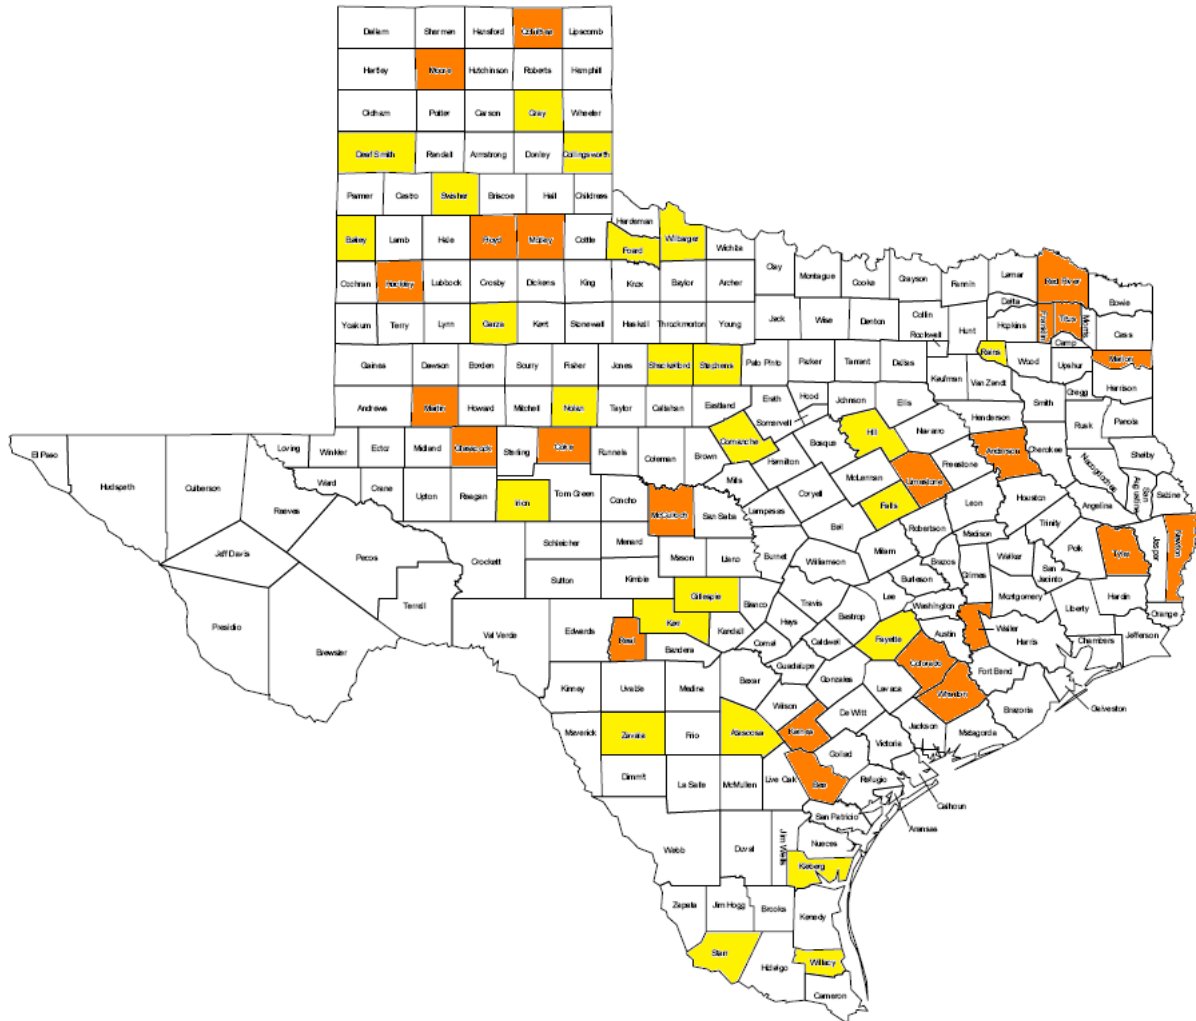 Dallam Sherman Hansford Ochiltree Lipscomb
Hartley Moore Hutchinson Roberts Hemphill
Oldham Potter Carson Gray Wheeler
Deaf Smith Randall Armstrong Donley Collingsworth
Parmer Castro Swisher Briscoe Hall Childress
Bailey Lamb Hale Floyd Motley Cottle Hardeman
Foard Wilbarger Wichita
Cochran Hockley Lubbock Crosby Dickens King Knox Baylor Archer Clay Montague Cooke Grayson Fannin Lamar Red River Bowie
Delta
Yoakum Terry Lynn Garza Kent Stonewall Haskell Throckmorton Young Jack Wise Denton Collin Rockwell Hunt Hopkins Franklin Titus Morris Camp Cass
Gaines Dawson Borden Scurry Fisher Jones Shackelford Stephens Palo Pinto Parker Tarrant Dallas Kaufman Rains Wood Upshur Marion
Van Zandt Gregg Harrison
Andrews Martin Howard Mitchell Nolan Taylor Callahan Eastland Erath Hood Johnson Ellis Smith
Somervell Henderson Rusk Panola
El Paso Loving Winkler Ector Midland Glasscock Sterling Coke Runnels Coleman Brown Comanche Hamilton Bosque Hill Navarro Anderson Cherokee Nacogdoches Shelby
Hudspeth Culberson Reeves Ward Crane Upton Reagan Irion Tom Green Concho McCulloch Mills Coryell McLennan Limestone Freestone Leon Houston San Augustine Sabine
San Saba Lampesas Bell Falls Robertson Madison Trinity Angelina
Jeff Davis Pecos Crockett Schleicher Menard Mason Llano Burnet Williamson Milam Brazos Grimes Walker Polk Tyler Jasper Newton
San Jacinto
Terrell Sutton Kimble Gillespie Blanco Travis Lee Burleson Washington Montgomery Liberty Hardin
Presidio Brewster Val Verde Edwards Real Kerr Kendall Hays Bastrop Fayette Austin Waller Harris Orange
Bandera Comal Caldwell Colorado Chambers Jefferson
Kinney Uvalde Medina Bexar Guadalupe Gonzales Lavaca Wharton Fort Bend
Maverick Zavala Frio Atascosa Wilson Karnes De Witt Jackson Matagorda Brazoria Galveston
Dimmit La Salle McMullen Live Oak Bee Goliad Victoria Refugio
Calhoun
San Patricio Aransas
Webb Duval Jim Wells Nueces
Kleberg
Zapata Jim Hogg Brooks Kenedy
Starr Hidalgo Willacy
Cameron